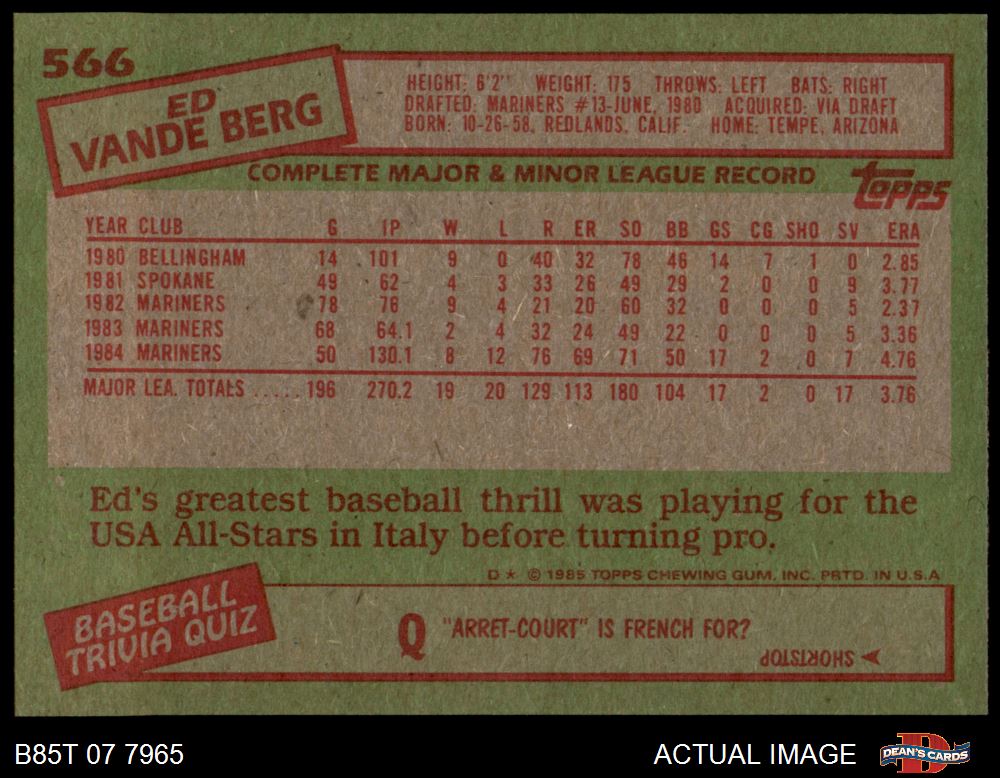 566
ED
VANDE BERG
HEIGHT: 6'2" WEIGHT: 175 THROWS: LEFT BATS: RIGHT
DRAFTED: MARINERS #13-JUNE, 1980 ACQUIRED: VIA DRAFT
BORN: 10-26-58, REDLANDS, CALIF. HOME: TEMPE, ARIZONA
COMPLETE MAJOR & MINOR LEAGUE RECORD
topps
YEAR CLUB G IP W L R ER SO BB GS CG SHO SV ERA
1980 BELLINGHAM 14 101 9 0 40 32 78 46 14 7 1 0 2.85
1981 SPOKANE 49 62 4 3 33 26 49 29 2 0 0 9 3.77
1982 MARINERS 78 76 9 4 21 20 60 32 0 0 0 5 2.37
1983 MARINERS 68 64.1 2 4 32 24 49 22 0 0 0 5 3.36
1984 MARINERS 50 130.1 8 12 76 69 71 50 17 2 0 7 4.76
MAJOR LEA. TOTALS ..... 196 270.2 19 20 129 113 180 104 17 2 0 17 3.76
Ed's greatest baseball thrill was playing for the
USA All-Stars in Italy before turning pro.
D★ © 1985 TOPPS CHEWING GUM, INC. PRTD. IN U.S.A
BASEBALL
TRIVIA QUIZ
Q "ARRET-COURT" IS FRENCH FOR?
SHORTSTOP
B85T 07 7965
ACTUAL IMAGE
DEAN'S CARDS